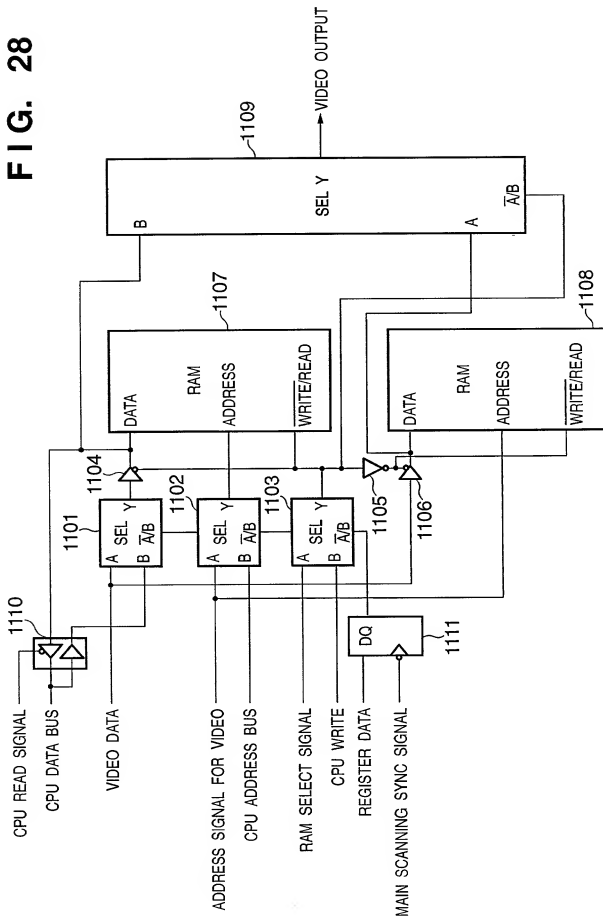 FIG. 28
CPU READ SIGNAL
CPU DATA BUS
VIDEO DATA
ADDRESS SIGNAL FOR VIDEO
CPU ADDRESS BUS
RAM SELECT SIGNAL
CPU WRITE
REGISTER DATA
MAIN SCANNING SYNC SIGNAL
1110
1101
A
B
SEL Y
A/B
1102
A
B
SEL Y
A/B
1103
A
B
SEL Y
A/B
DQ
1111
1104
1105
1106
1107
DATA
RAM
ADDRESS
WRITE/READ
1108
DATA
RAM
ADDRESS
WRITE/READ
1109
B
SEL Y
A
A/B
VIDEO OUTPUT